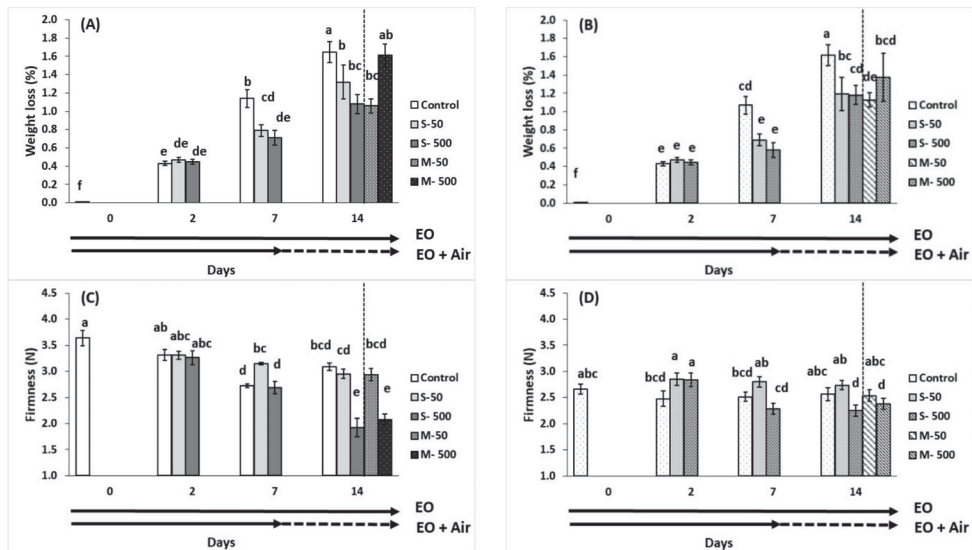 (A)
Weight loss (%)
2.0
1.8
1.6
1.4
1.2
1.0
0.8
0.6
0.4
0.2
0.0
f
e de de
b cd de
a b bc bc ab
Control
S-50
S- 500
M-50
M- 500
0 2 7 14
EO
EO + Air
Days
(B)
Weight loss (%)
2.0
1.8
1.6
1.4
1.2
1.0
0.8
0.6
0.4
0.2
0.0
f
e e e
cd e e
a bc cd de bcd
Control
S-50
S- 500
M-50
M- 500
0 2 7 14
EO
EO + Air
Days
(C)
Firmness (N)
4.5
4.0
3.5
3.0
2.5
2.0
1.5
1.0
a
ab abc abc
d bc d
bcd cd e bcd e
Control
S-50
S- 500
M-50
M- 500
0 2 7 14
EO
EO + Air
Days
(D)
Firmness (N)
4.5
4.0
3.5
3.0
2.5
2.0
1.5
1.0
abc
bcd a a
bcd ab cd
abc ab d abc d
Control
S-50
S- 500
M-50
M- 500
0 2 7 14
EO
EO + Air
Days